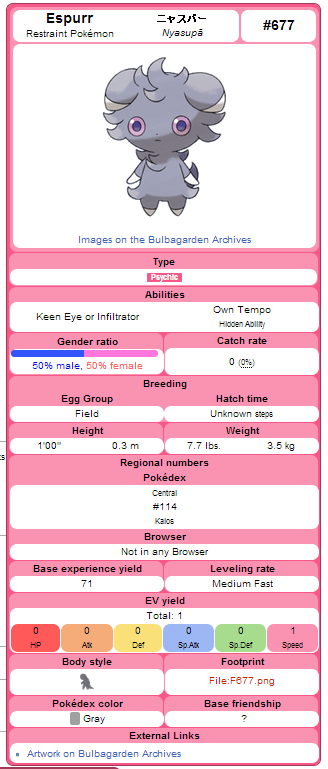 Espurr
Restraint Pokémon
ニャスパー
Nyasupā
#677
Images on the Bulbagarden Archives
Type
Psychic
Abilities
Keen Eye or Infiltrator
Own Tempo
Hidden Ability
Gender ratio
50% male, 50% female
Catch rate
0 (0%)
Breeding
Egg Group
Field
Hatch time
Unknown steps
Height
1'00" 0.3 m
Weight
7.7 lbs. 3.5 kg
Regional numbers
Pokédex
Central
#114
Kalos
Browser
Not in any Browser
Base experience yield
71
Leveling rate
Medium Fast
EV yield
Total: 1
0 0 0 0 0 1
HP Atk Def Sp.Atk Sp.Def Speed
Body style
Footprint
File:F677.png
Pokédex color
Gray
Base friendship
?
External Links
Artwork on Bulbagarden Archives